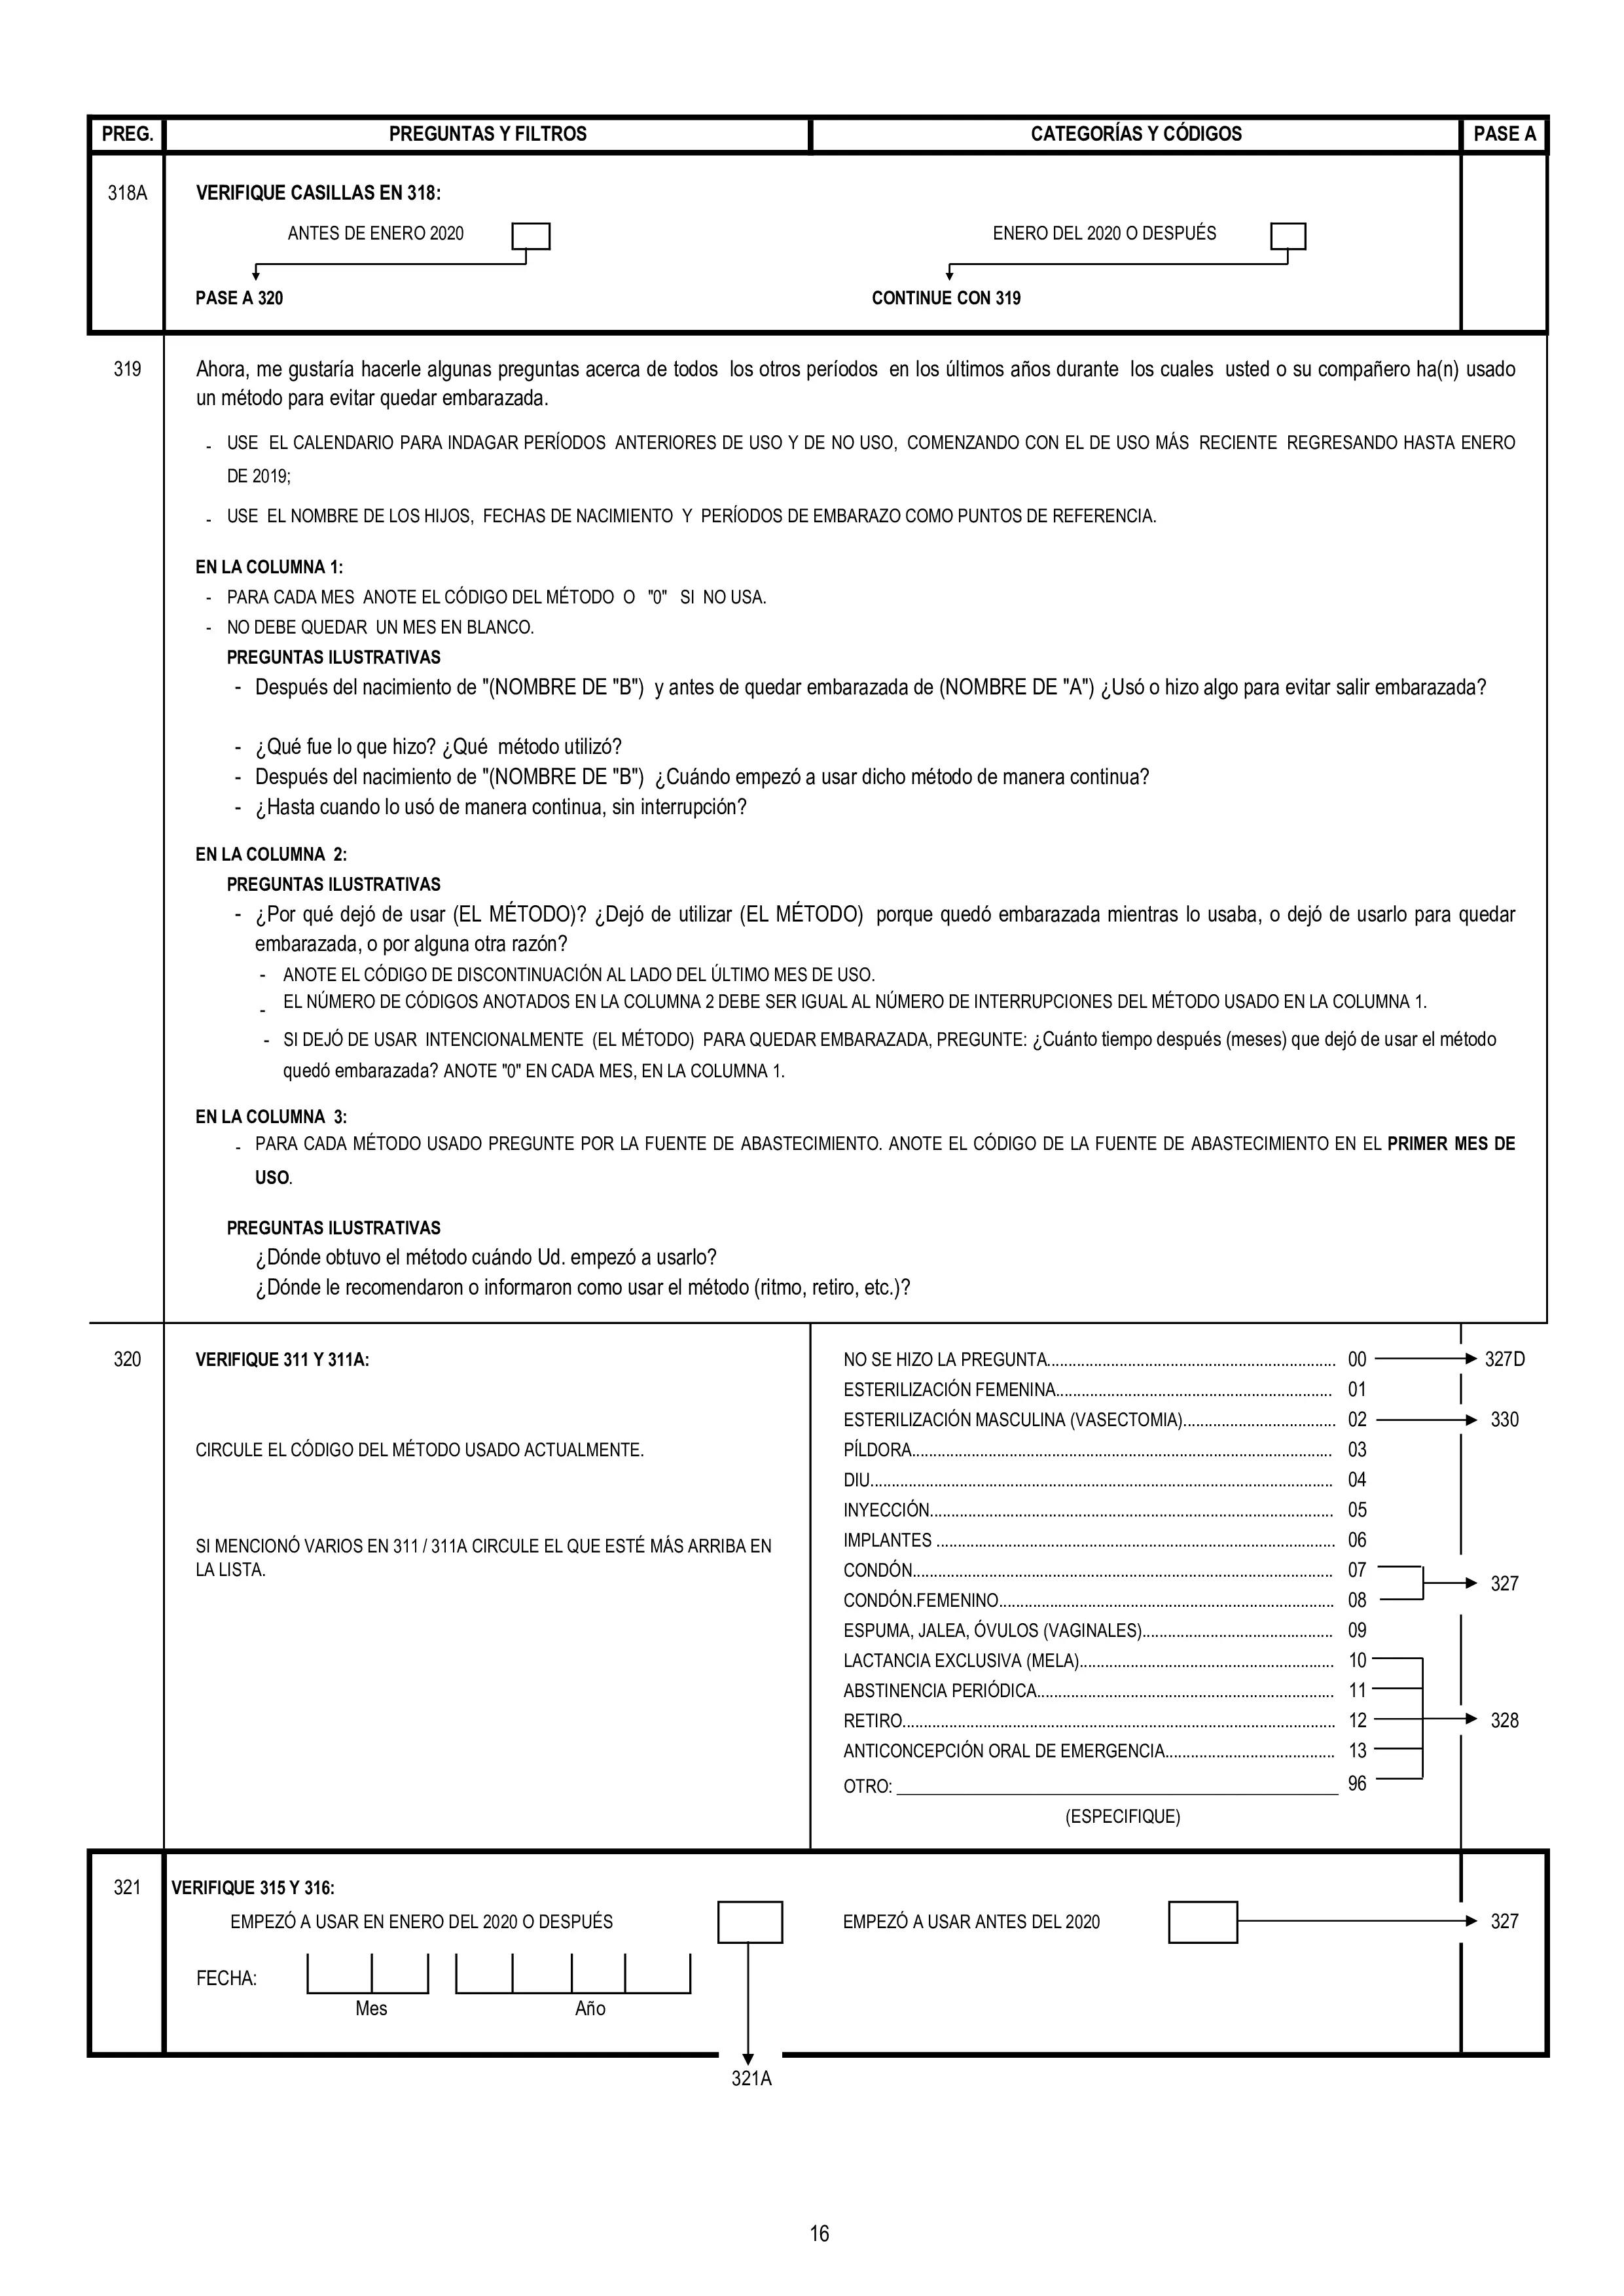 PREG. PREGUNTAS Y FILTROS CATEGORÍAS Y CÓDIGOS PASE A
318A VERIFIQUE CASILLAS EN 318:
ANTES DE ENERO 2020 ENERO DEL 2020 O DESPUÉS
PASE A 320 CONTINUE CON 319
319 Ahora, me gustaría hacerle algunas preguntas acerca de todos los otros períodos en los últimos años durante los cuales usted o su compañero ha(n) usado
un método para evitar quedar embarazada.
- USE EL CALENDARIO PARA INDAGAR PERÍODOS ANTERIORES DE USO Y DE NO USO, COMENZANDO CON EL DE USO MÁS RECIENTE REGRESANDO HASTA ENERO
DE 2019;
- USE EL NOMBRE DE LOS HIJOS, FECHAS DE NACIMIENTO Y PERÍODOS DE EMBARAZO COMO PUNTOS DE REFERENCIA.
EN LA COLUMNA 1:
- PARA CADA MES ANOTE EL CÓDIGO DEL MÉTODO O "0" SI NO USA.
- NO DEBE QUEDAR UN MES EN BLANCO.
PREGUNTAS ILUSTRATIVAS
- Después del nacimiento de "(NOMBRE DE "B") y antes de quedar embarazada de (NOMBRE DE "A") ¿Usó o hizo algo para evitar salir embarazada?
- ¿Qué fue lo que hizo? ¿Qué método utilizó?
- Después del nacimiento de "(NOMBRE DE "B") ¿Cuándo empezó a usar dicho método de manera continua?
- ¿Hasta cuando lo usó de manera continua, sin interrupción?
EN LA COLUMNA 2:
PREGUNTAS ILUSTRATIVAS
- ¿Por qué dejó de usar (EL MÉTODO)? ¿Dejó de utilizar (EL MÉTODO) porque quedó embarazada mientras lo usaba, o dejó de usarlo para quedar
embarazada, o por alguna otra razón?
- ANOTE EL CÓDIGO DE DISCONTINUACIÓN AL LADO DEL ÚLTIMO MES DE USO.
- EL NÚMERO DE CÓDIGOS ANOTADOS EN LA COLUMNA 2 DEBE SER IGUAL AL NÚMERO DE INTERRUPCIONES DEL MÉTODO USADO EN LA COLUMNA 1.
- SI DEJÓ DE USAR INTENCIONALMENTE (EL MÉTODO) PARA QUEDAR EMBARAZADA, PREGUNTE: ¿Cuánto tiempo después (meses) que dejó de usar el método
quedó embarazada? ANOTE "0" EN CADA MES, EN LA COLUMNA 1.
EN LA COLUMNA 3:
- PARA CADA MÉTODO USADO PREGUNTE POR LA FUENTE DE ABASTECIMIENTO. ANOTE EL CÓDIGO DE LA FUENTE DE ABASTECIMIENTO EN EL PRIMER MES DE
USO.
PREGUNTAS ILUSTRATIVAS
¿Dónde obtuvo el método cuándo Ud. empezó a usarlo?
¿Dónde le recomendaron o informaron como usar el método (ritmo, retiro, etc.)?
320 VERIFIQUE 311 Y 311A:
CIRCULE EL CÓDIGO DEL MÉTODO USADO ACTUALMENTE.
SI MENCIONÓ VARIOS EN 311 / 311A CIRCULE EL QUE ESTÉ MÁS ARRIBA EN
LA LISTA.
NO SE HIZO LA PREGUNTA.................................................................... 00 327D
ESTERILIZACIÓN FEMENINA................................................................. 01
ESTERILIZACIÓN MASCULINA (VASECTOMIA).................................... 02 330
PÍLDORA................................................................................................... 03
DIU............................................................................................................. 04
INYECCIÓN............................................................................................... 05
IMPLANTES .............................................................................................. 06
CONDÓN................................................................................................... 07
CONDÓN.FEMENINO............................................................................... 08
327
ESPUMA, JALEA, ÓVULOS (VAGINALES)............................................. 09
LACTANCIA EXCLUSIVA (MELA)............................................................ 10
ABSTINENCIA PERIÓDICA...................................................................... 11
RETIRO...................................................................................................... 12 328
ANTICONCEPCIÓN ORAL DE EMERGENCIA........................................ 13
OTRO: ____________________________________________ 96
(ESPECIFIQUE)
321 VERIFIQUE 315 Y 316:
EMPEZÓ A USAR EN ENERO DEL 2020 O DESPUÉS EMPEZÓ A USAR ANTES DEL 2020 327
FECHA:
Mes Año
321A
16